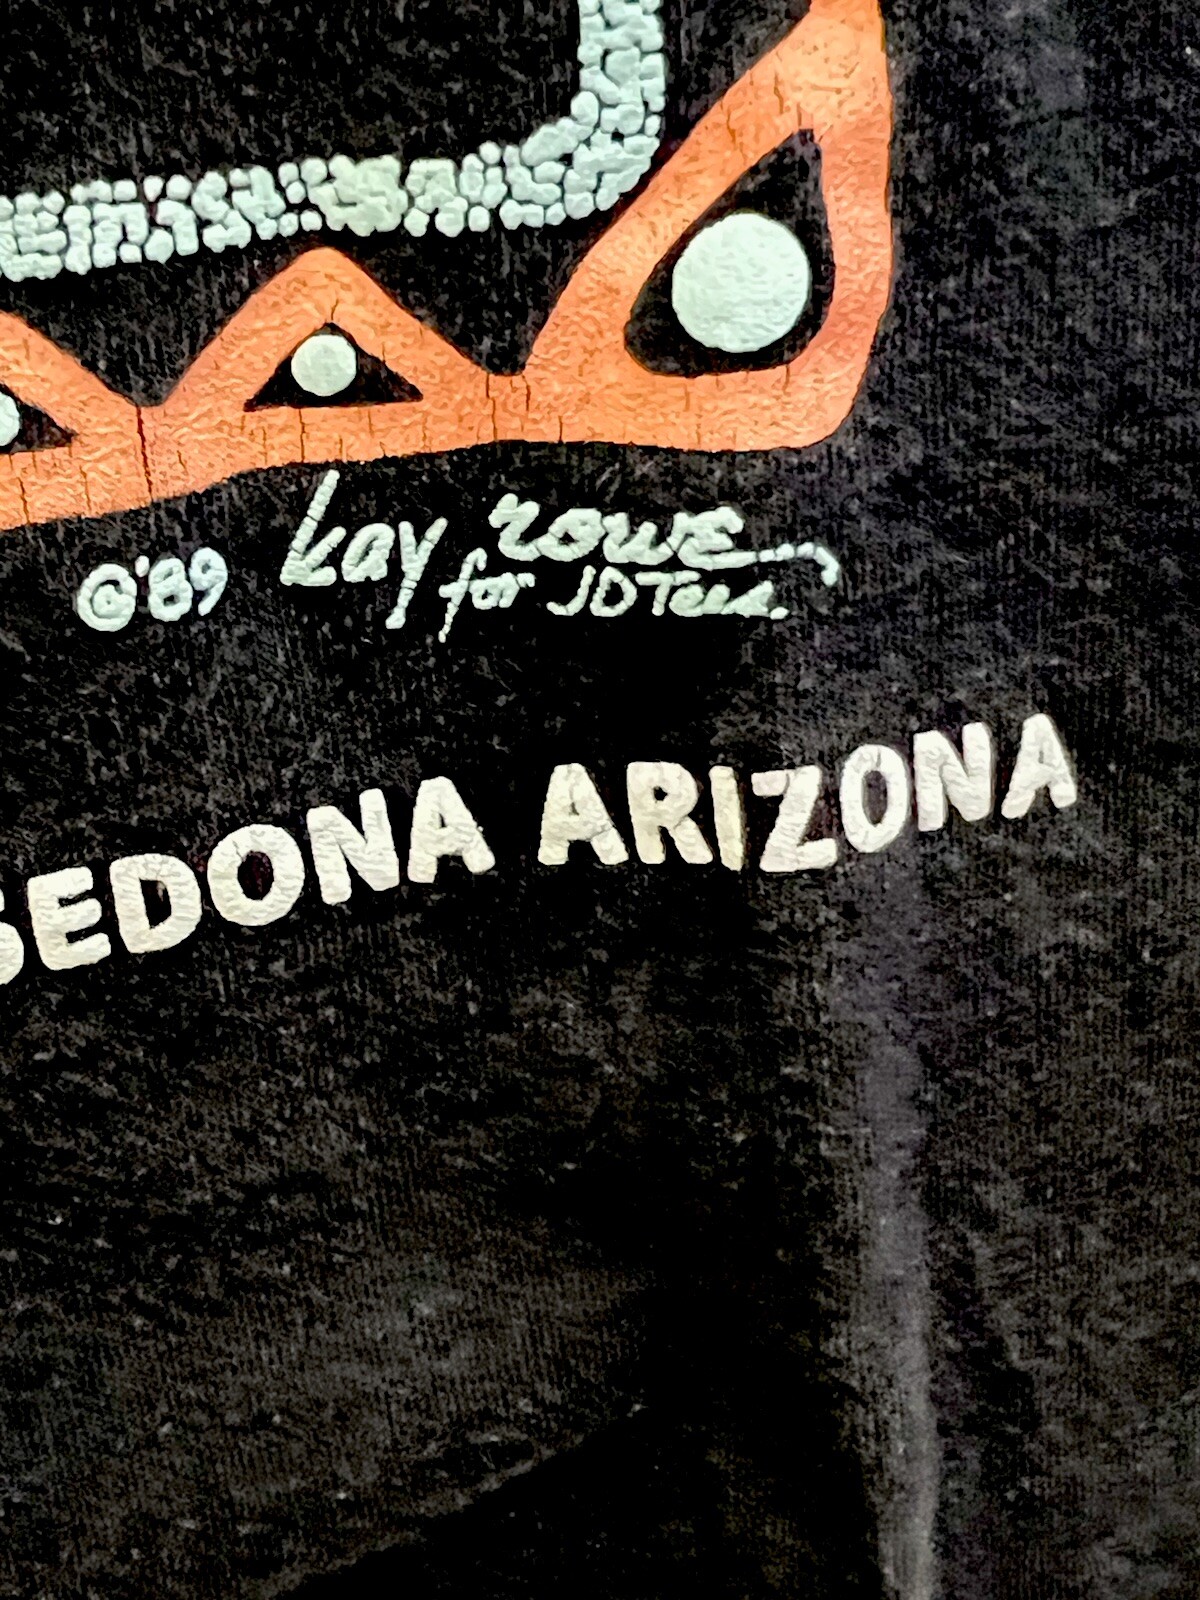 ©'89 kay rowe
for JD Tees.
SEDONA ARIZONA